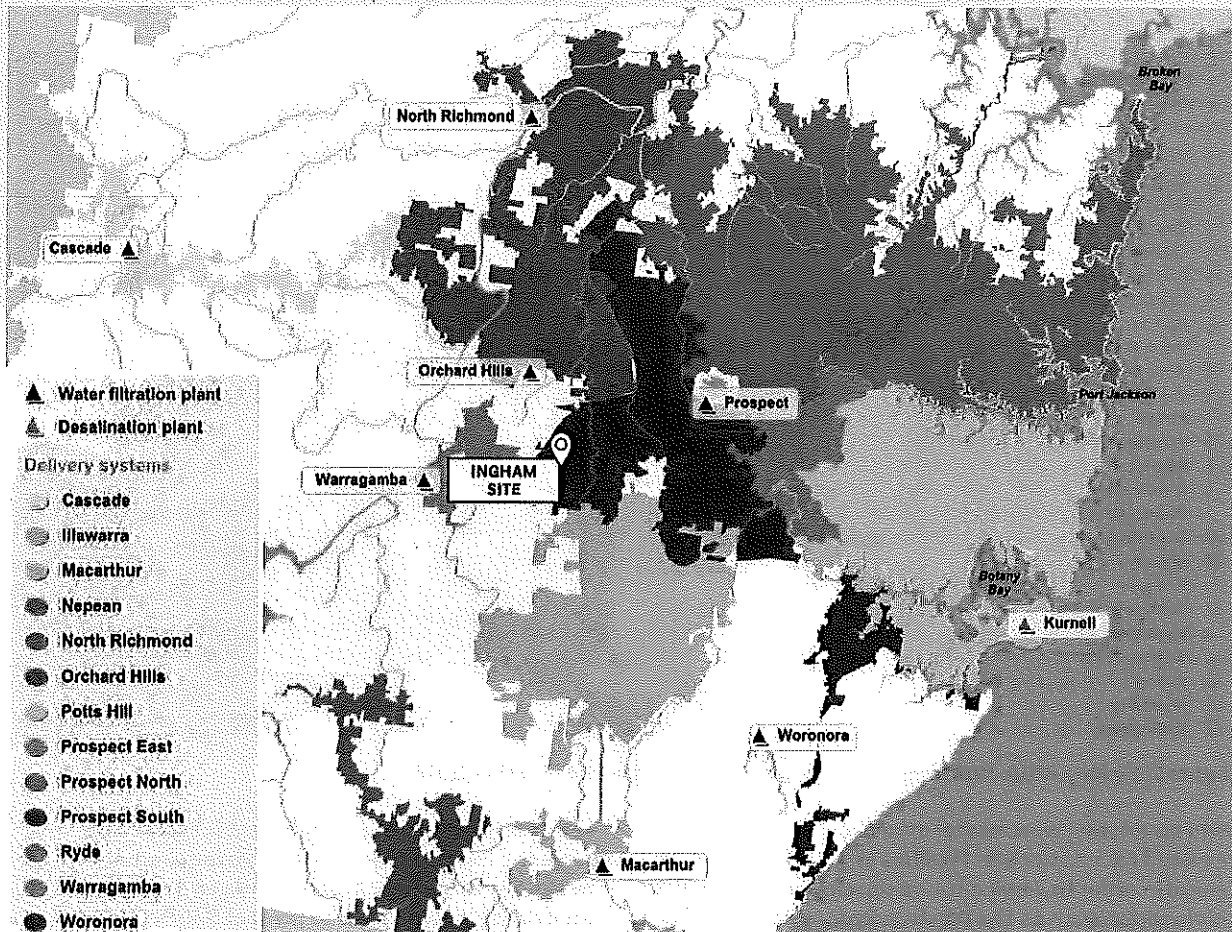 Broken
Bay
North Richmond
Cascade
Orchard Hills
Prospect
Port Jackson
Water filtration plant
Desalination plant
Delivery systems
Cascade
Illawarra
Macarthur
Nepean
North Richmond
Orchard Hills
Potts Hill
Prospect East
Prospect North
Prospect South
Ryde
Warragamba
Woronora
INGHAM
SITE
Warragamba
Botany
Bay
Kurnell
Woronora
Macarthur